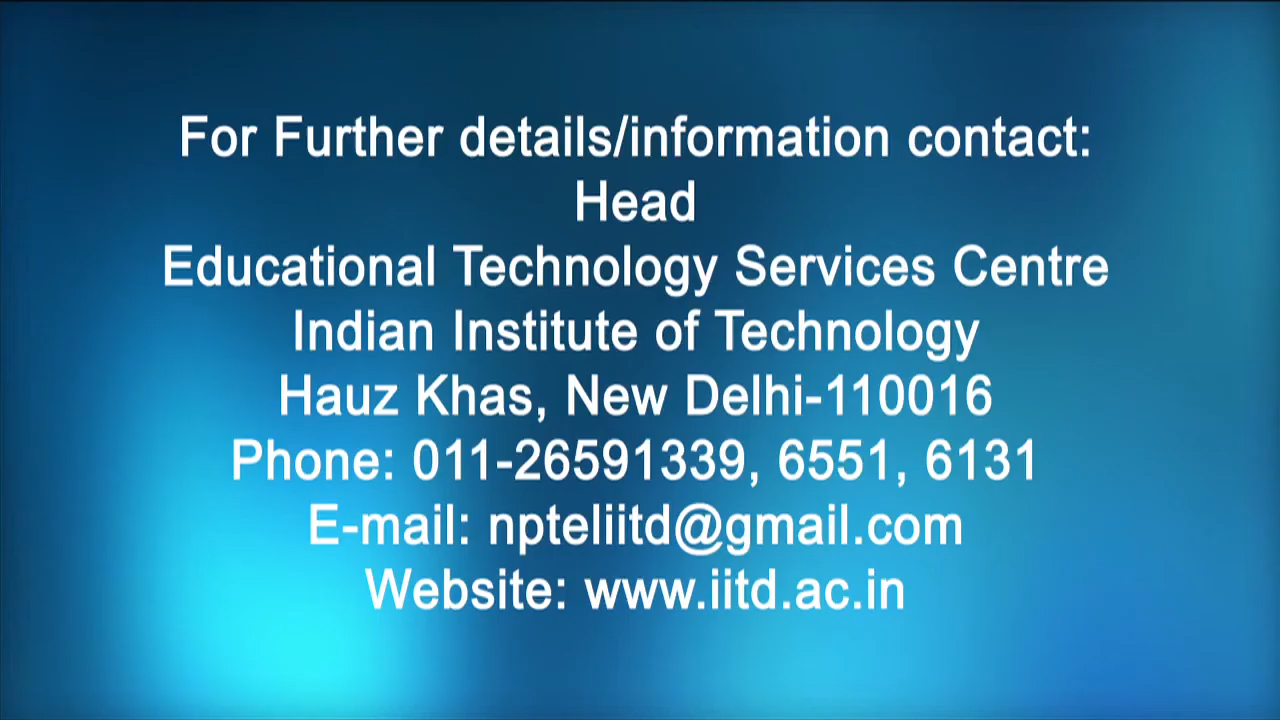 For Further details/information contact:
Head
Educational Technology Services Centre
Indian Institute of Technology
Hauz Khas, New Delhi-110016
Phone: 011-26591339, 6551, 6131
E-mail: npteliitd@gmail.com
Website: www.iitd.ac.in